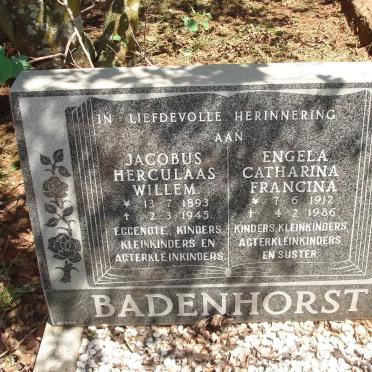 IN LIEFDEVOLLE HERINNERING
AAN
JACOBUS
HERCULAAS
WILLEM
* 13·7·1893
† 2·3·1945.
EGGENOTE, KINDERS,
KLEINKINDERS EN
AGTERKLEINKINDERS
ENGELA
CATHARINA
FRANCINA
* 7·6·1912
† 4·2·1986.
KINDERS, KLEINKINDERS,
AGTERKLEINKINDERS
EN SUSTER.
BADENHORST